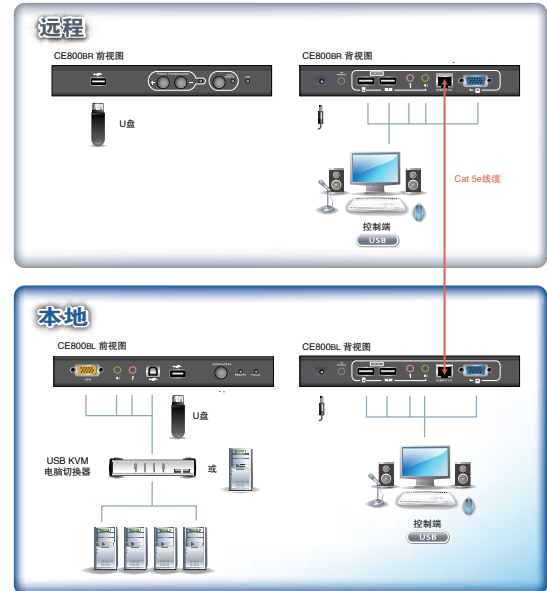 远程
CE800BR 前视图
CE800BR 背视图
U盘
Cat 5e线缆
控制端
USB
本地
CE800BL 前视图
CE800BL 背视图
U盘
USB KVM
电脑切换器
或
控制端
USB